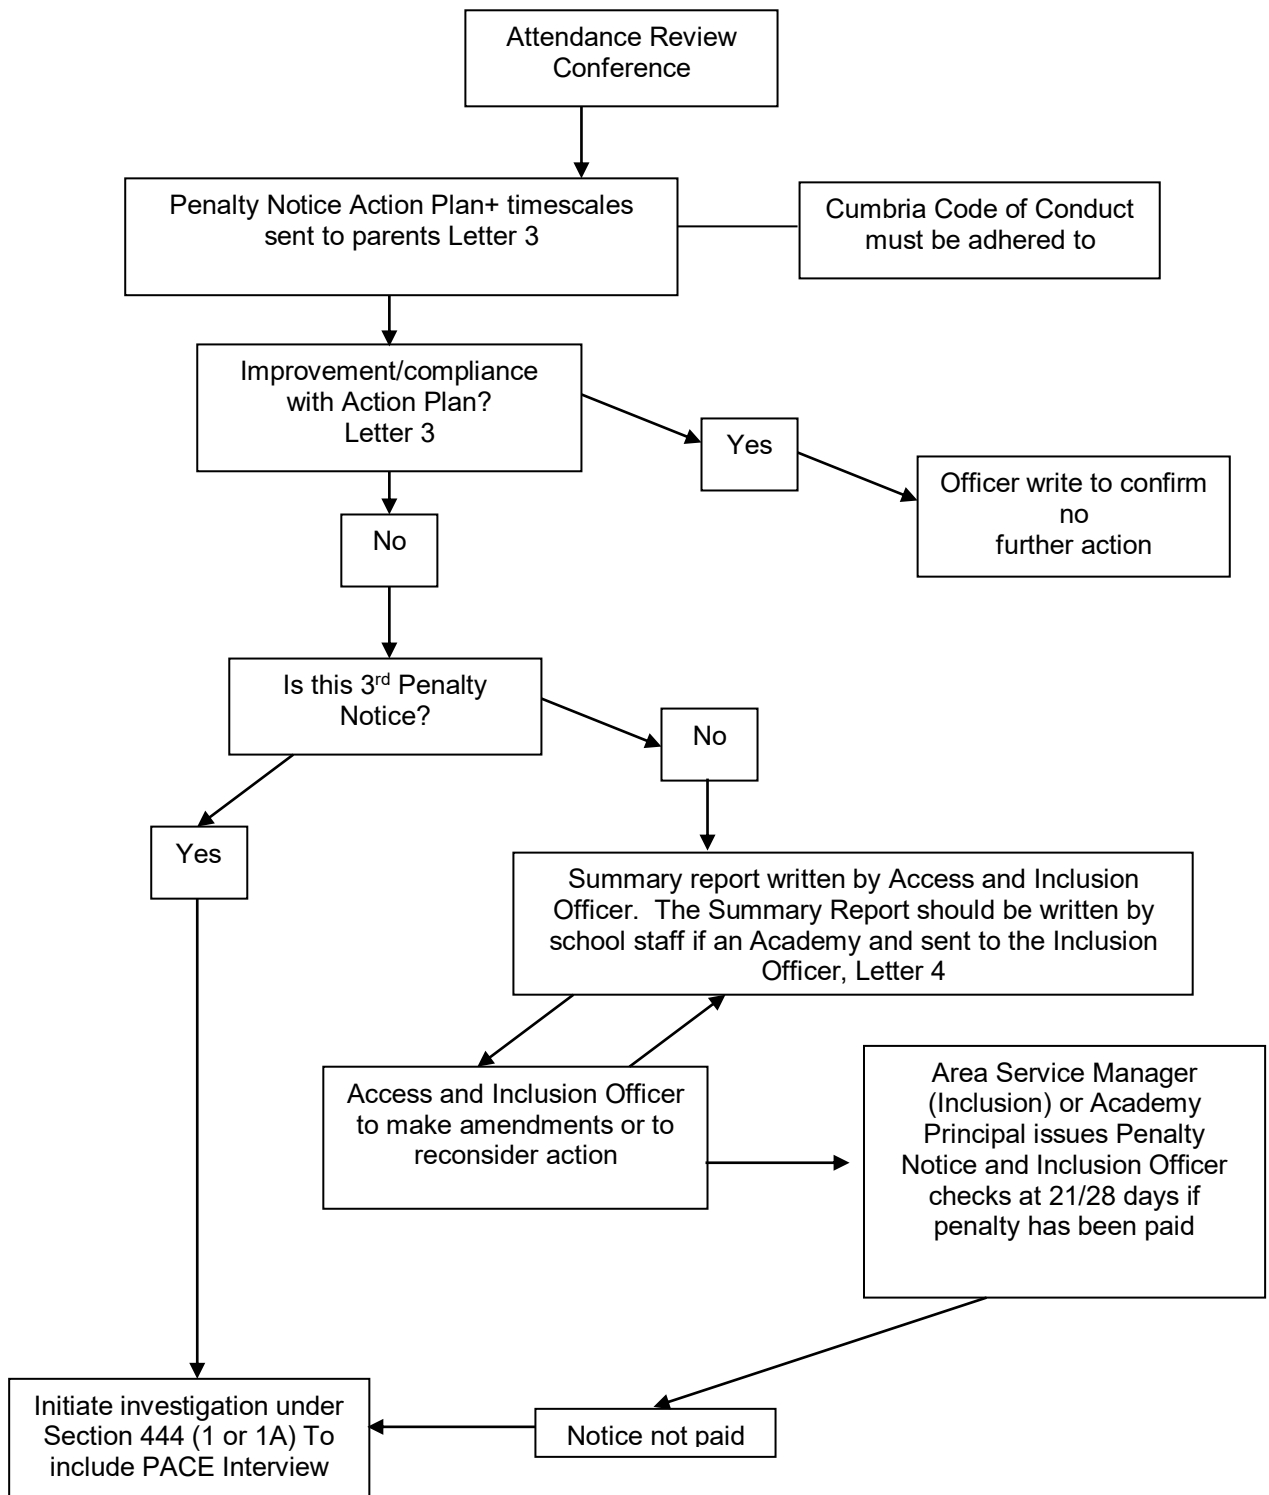 Attendance Review
Conference
Penalty Notice Action Plan+ timescales
sent to parents Letter 3
Cumbria Code of Conduct
must be adhered to
Improvement/compliance
with Action Plan?
Letter 3
Yes
Officer write to confirm
no
further action
No
Is this 3rd Penalty
Notice?
No
Yes
Summary report written by Access and Inclusion
Officer.  The Summary Report should be written by
school staff if an Academy and sent to the Inclusion
Officer, Letter 4
Access and Inclusion Officer
to make amendments or to
reconsider action
Area Service Manager
(Inclusion) or Academy
Principal issues Penalty
Notice and Inclusion Officer
checks at 21/28 days if
penalty has been paid
Initiate investigation under
Section 444 (1 or 1A) To
include PACE Interview
Notice not paid